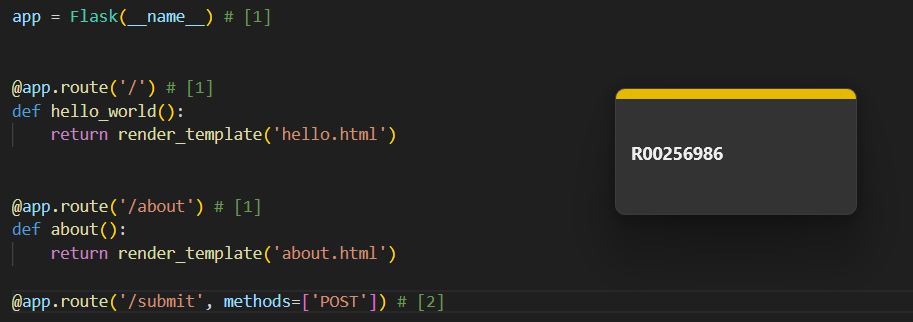 app = Flask(__name__) # [1]
@app.route('/') # [1]
def hello_world():
    return render_template('hello.html')
R00256986
@app.route('/about') # [1]
def about():
    return render_template('about.html')
@app.route('/submit', methods=['POST']) # [2]